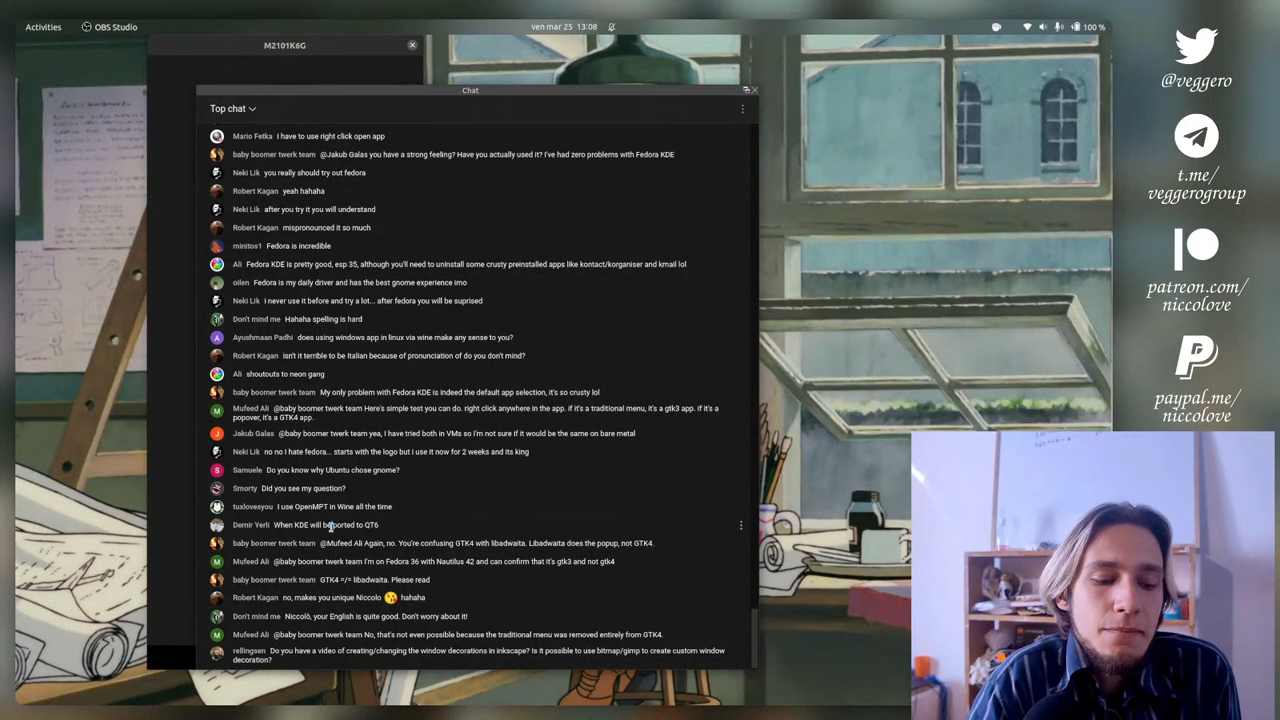 Activities
OBS Studio
ven mar 25 13:08
100 %
M2101K6G
Chat
Top chat
Mario Fetka i have to use right click open app
baby boomer twerk team @Jakub Galas you have a strong feeling? Have you actually used it? I've had zero problems with Fedora KDE
Neki Lik you really should try out fedora
Robert Kagan yeah hahaha
Neki Lik after you try it you will understand
Robert Kagan mispronounced it so much
minitos1 Fedora is incredible
Ali Fedora KDE is pretty good, esp 35, although you'll need to uninstall some crusty preinstalled apps like kontact/korganiser and kmail lol
oilen Fedora is my daily driver and has the best gnome experience imo
Neki Lik i never use it before and try a lot... after fedora you will be suprised
Don't mind me Hahaha spelling is hard
A Ayushmaan Padhi does using windows app in linux via wine make any sense to you?
Robert Kagan isn't it terrible to be Italian because of pronunciation of do you don't mind?
Ali shoutouts to neon gang
baby boomer twerk team My only problem with Fedora KDE is indeed the default app selection, it's so crusty lol
M Mufeed Ali @baby boomer twerk team Here's simple test you can do. right click anywhere in the app. if it's a traditional menu, it's a gtk3 app. if it's a
popover, it's a GTK4 app.
J Jakub Galas @baby boomer twerk team yea, I have tried both in VMs so I'm not sure if it would be the same on bare metal
Neki Lik no no I hate fedora... starts with the logo but i use it now for 2 weeks and its king
S Samuele Do you know why Ubuntu chose gnome?
Smorty Did you see my question?
tuxlovesyou I use OpenMPT in Wine all the time
Demir Yerli When KDE will be ported to QT6
baby boomer twerk team @Mufeed Ali Again, no. You're confusing GTK4 with libadwaita. Libadwaita does the popup, not GTK4.
M Mufeed Ali @baby boomer twerk team I'm on Fedora 36 with Nautilus 42 and can confirm that it's gtk3 and not gtk4
baby boomer twerk team GTK4 =/= libadwaita. Please read
Robert Kagan no, makes you unique Niccolo 😘 hahaha
Don't mind me Niccolò, your English is quite good. Don't worry about it!
M Mufeed Ali @baby boomer twerk team No, that's not even possible because the traditional menu was removed entirely from GTK4.
rellingsen Do you have a video of creating/changing the window decorations in inkscape? Is it possible to use bitmap/gimp to create custom window
decoration?
@veggero
t.me/
veggerogroup
patreon.com/
niccolove
paypal.me/
niccolove